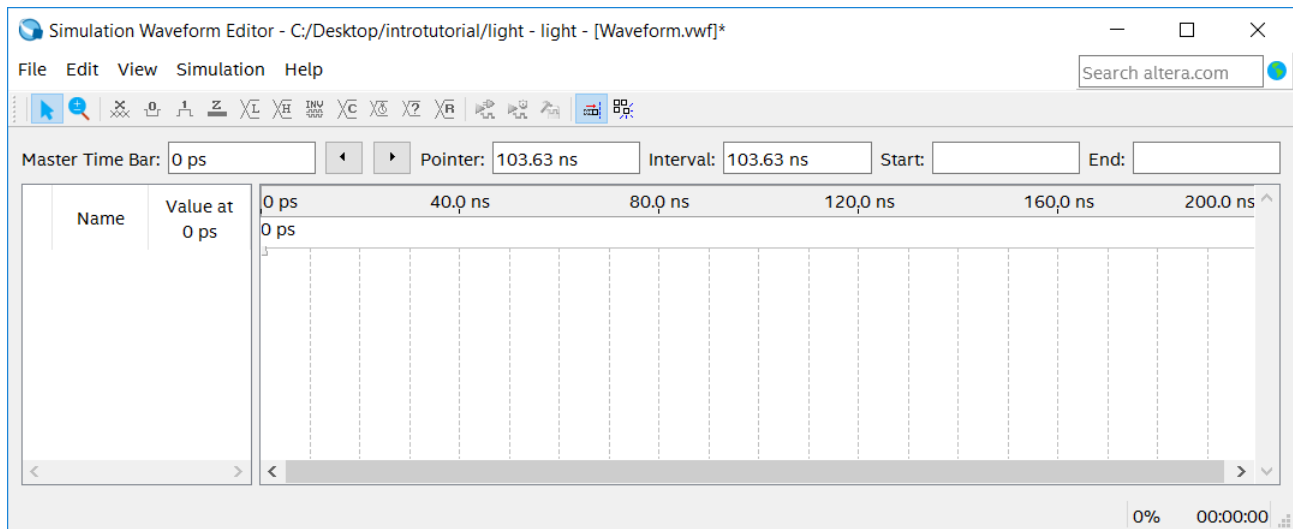 Simulation Waveform Editor - C:/Desktop/introtutorial/light - light - [Waveform.vwf]*
File Edit View Simulation Help
Search altera.com
Master Time Bar: 0 ps Pointer: 103.63 ns Interval: 103.63 ns Start: End:
Name
Value at
0 ps
0 ps 40.0 ns 80.0 ns 120.0 ns 160.0 ns 200.0 ns
0 ps
0% 00:00:00